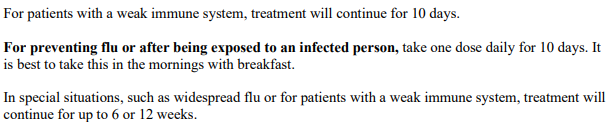 For patients with a weak immune system, treatment will continue for 10 days.
For preventing flu or after being exposed to an infected person, take one dose daily for 10 days. It
is best to take this in the mornings with breakfast.
In special situations, such as widespread flu or for patients with a weak immune system, treatment will
continue for up to 6 or 12 weeks.